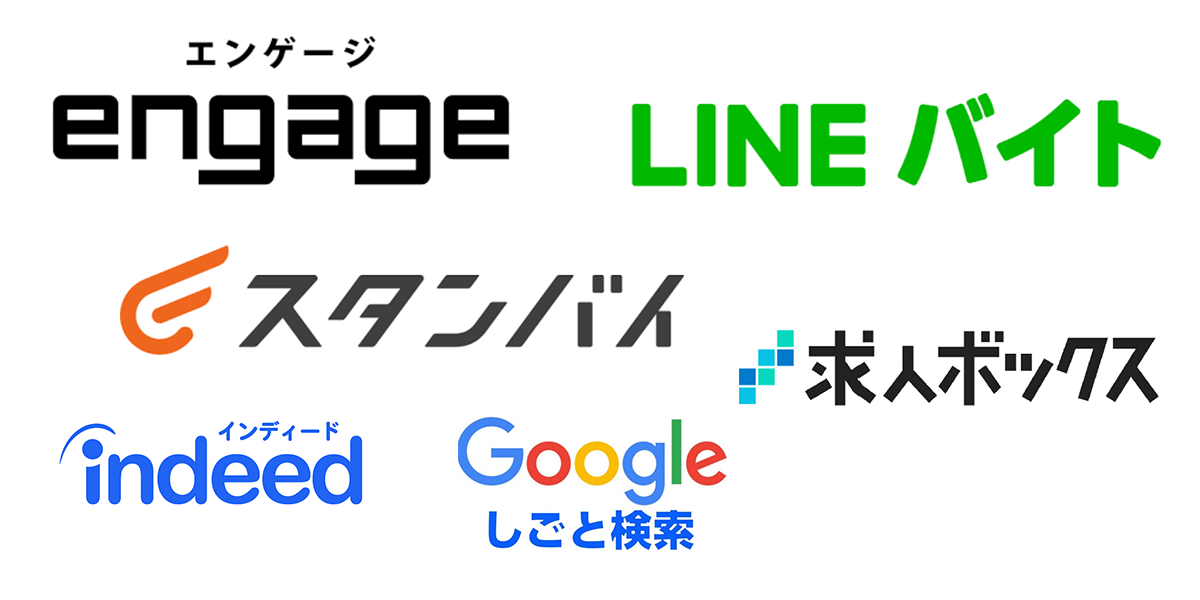 エンゲージ
engage
LINE バイト
スタンバイ
求人ボックス
インディード
indeed
Google
しごと検索